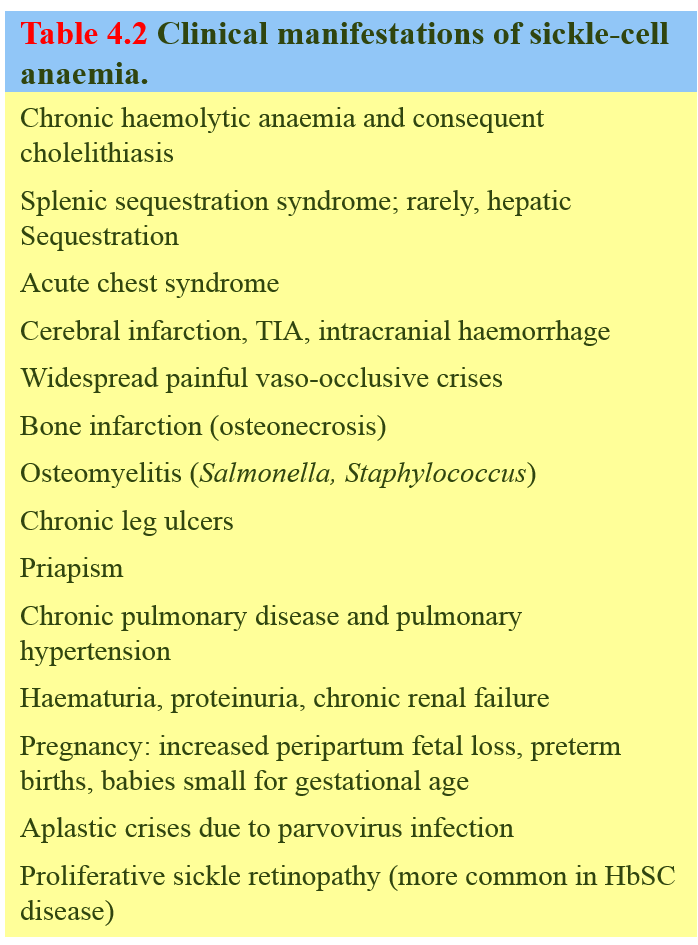 Table 4.2 Clinical manifestations of sickle-cell
anaemia.
Chronic haemolytic anaemia and consequent
cholelithiasis
Splenic sequestration syndrome; rarely, hepatic
Sequestration
Acute chest syndrome
Cerebral infarction, TIA, intracranial haemorrhage
Widespread painful vaso-occlusive crises
Bone infarction (osteonecrosis)
Osteomyelitis (Salmonella, Staphylococcus)
Chronic leg ulcers
Priapism
Chronic pulmonary disease and pulmonary
hypertension
Haematuria, proteinuria, chronic renal failure
Pregnancy: increased peripartum fetal loss, preterm
births, babies small for gestational age
Aplastic crises due to parvovirus infection
Proliferative sickle retinopathy (more common in HbSC
disease)